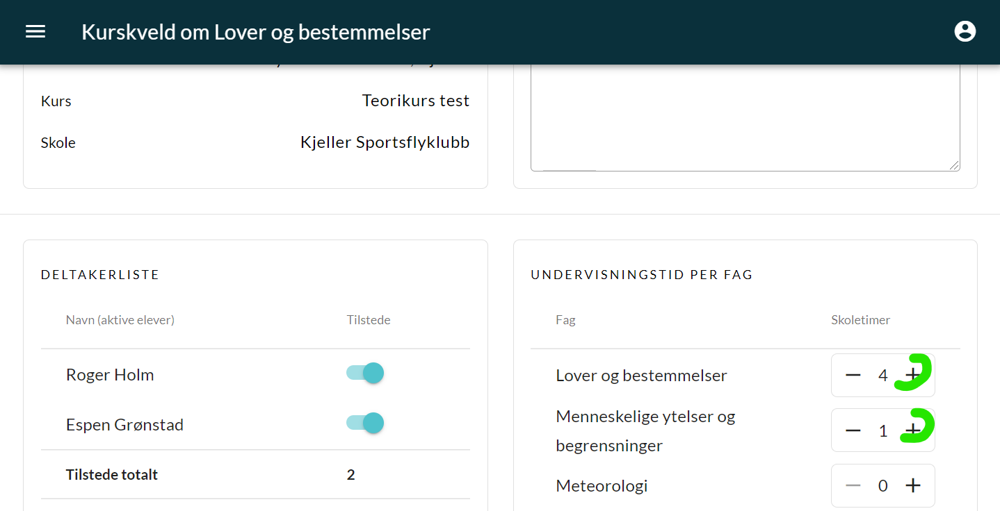 Kurskveld om Lover og bestemmelser
Kurs Teorikurs test
Skole Kjeller Sportsflyklubb
DELTAKERLISTE
Navn (aktive elever) Tilstede
Roger Holm
Espen Grønstad
Tilstede totalt 2
UNDERVISNINGSTID PER FAG
Fag Skoletimer
Lover og bestemmelser − 4 +
Menneskelige ytelser og
begrensninger − 1 +
Meteorologi − 0 +